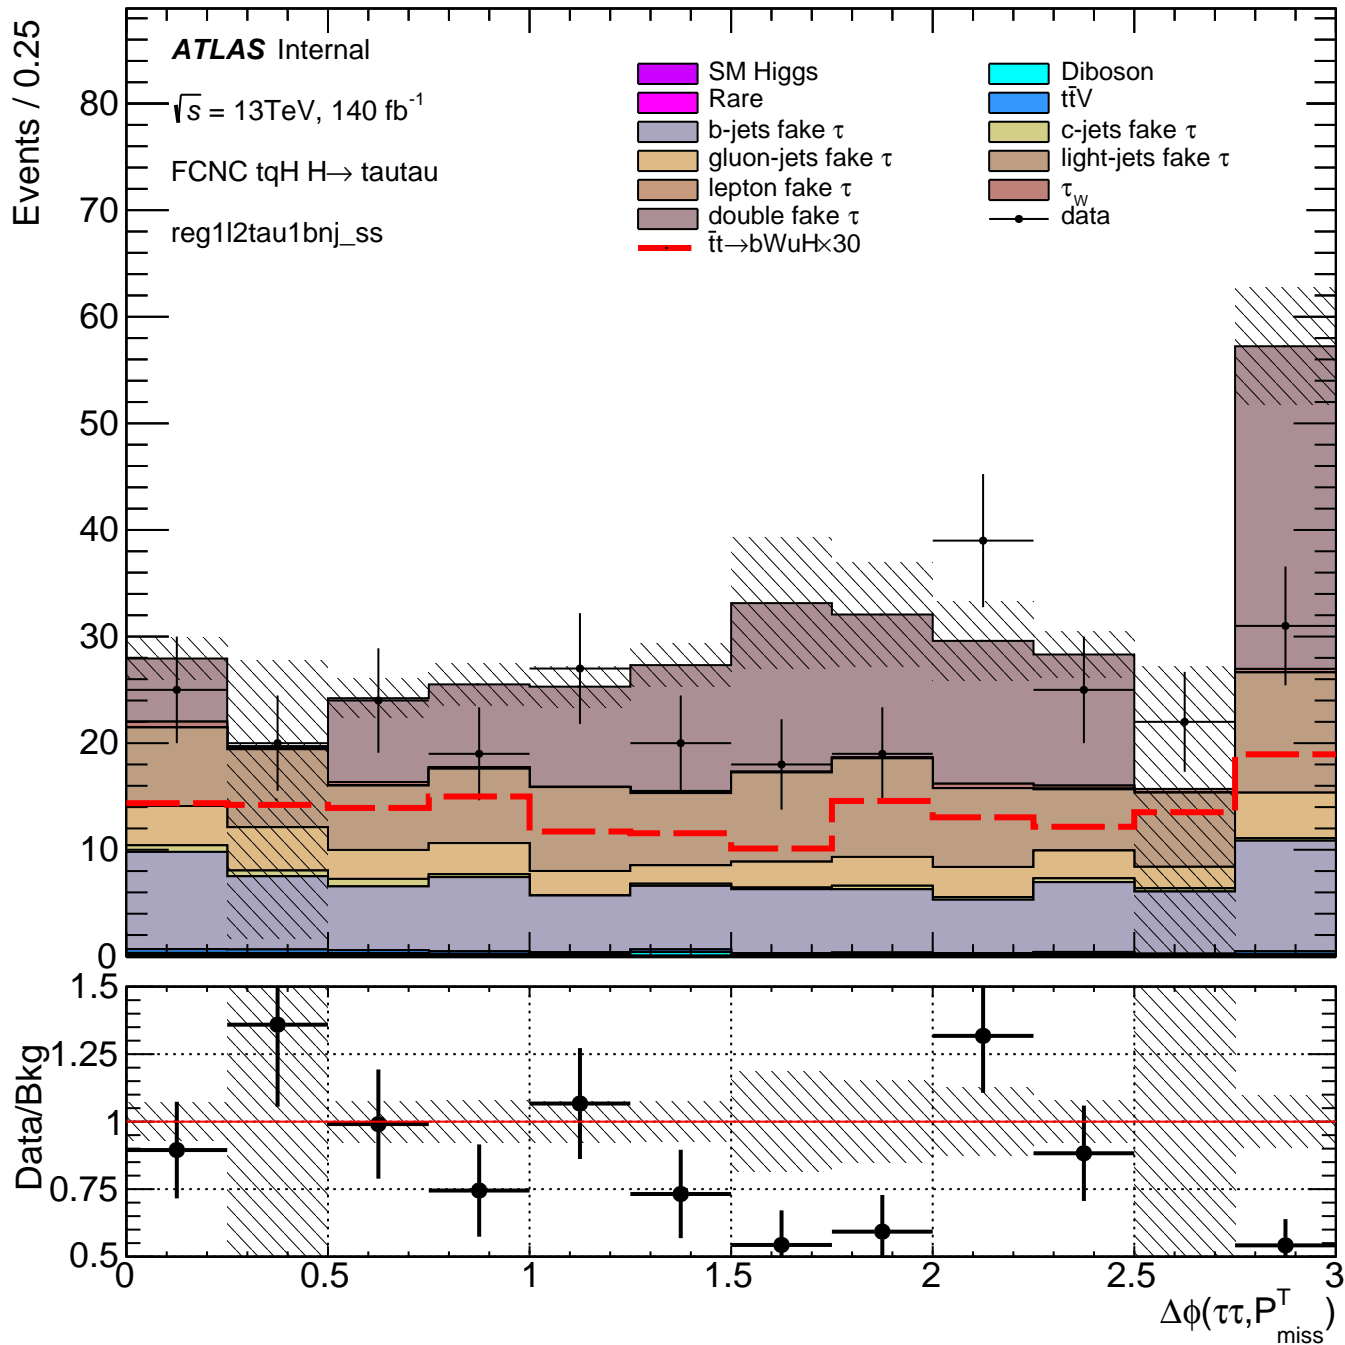 Events / 0.25
ATLAS Internal
√s = 13TeV, 140 fb⁻¹
FCNC tqH H→ tautau
reg1l2tau1bnj_ss
SM Higgs
Diboson
Rare
tt̄V
b-jets fake τ
c-jets fake τ
gluon-jets fake τ
light-jets fake τ
lepton fake τ
τ_W
double fake τ
data
t̄t→bWuH×30
80
70
60
50
40
30
20
10
0
Data/Bkg
1.5
1.25
1
0.75
0.5
0 0.5 1 1.5 2 2.5 3
Δϕ(ττ,P^T_miss)